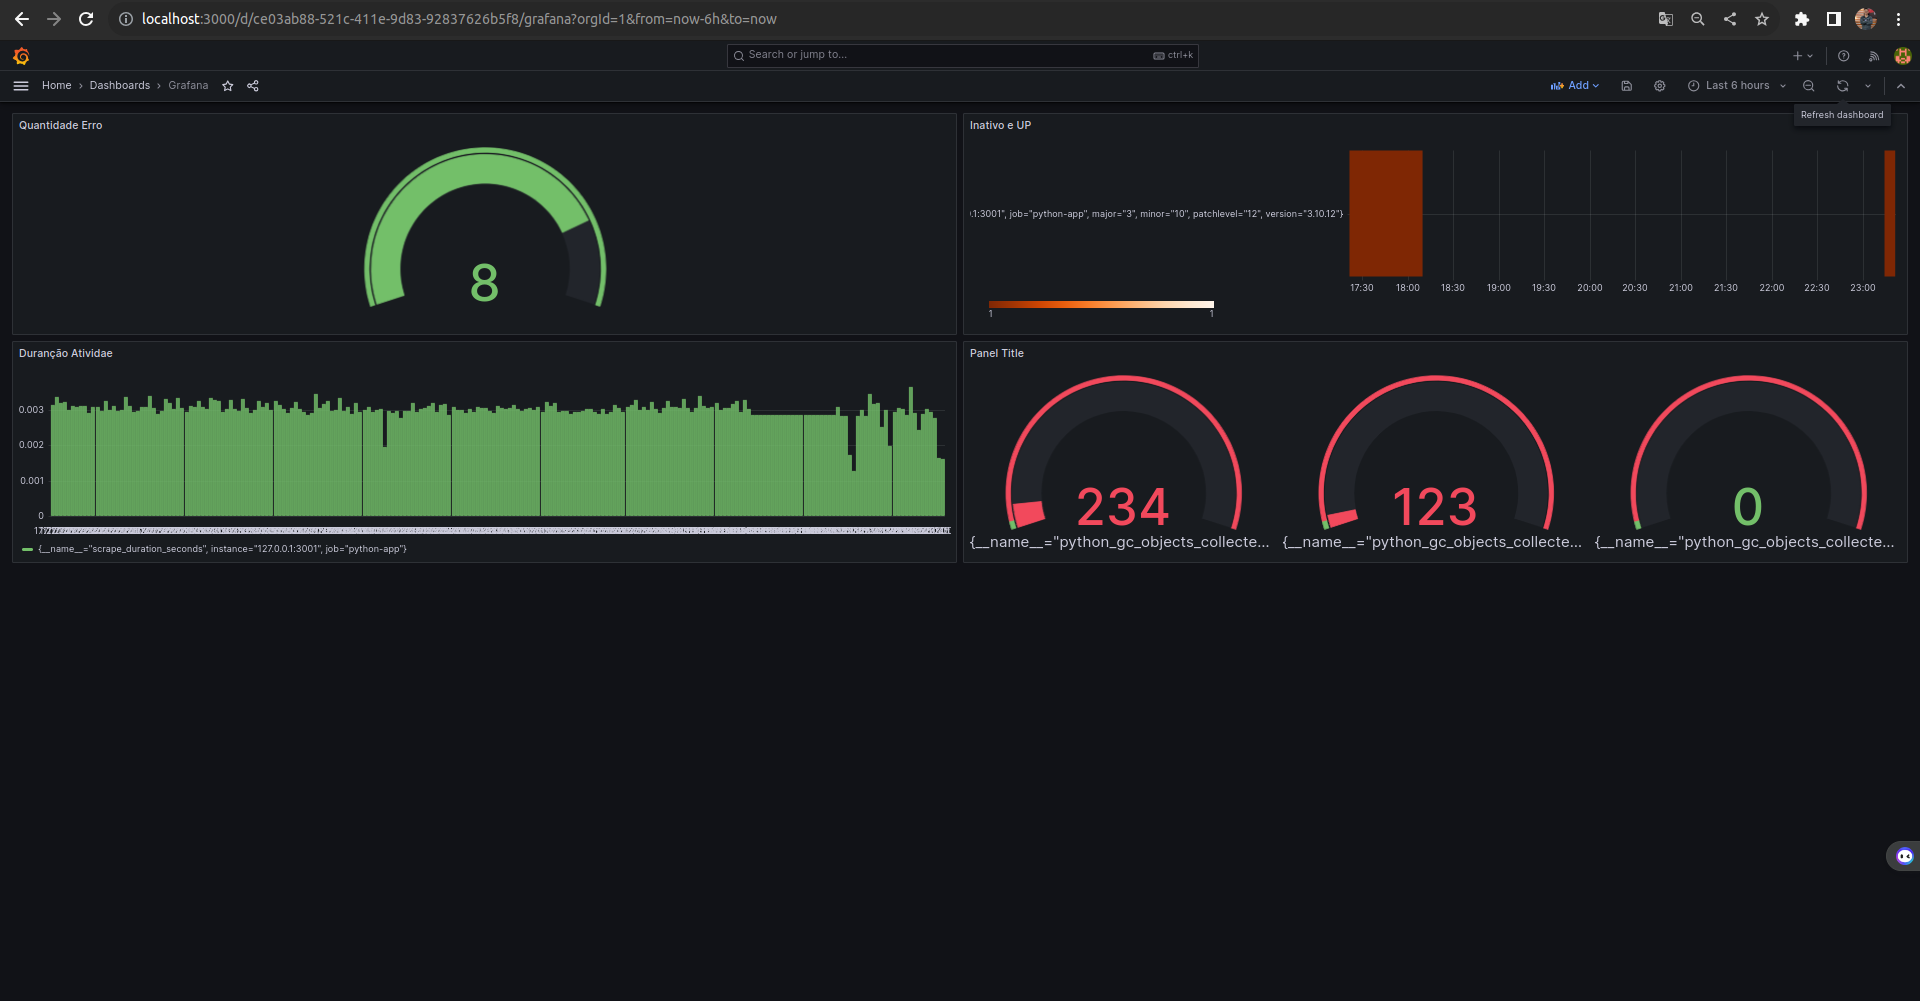 localhost:3000/d/ce03ab88-521c-411e-9d83-92837626b5f8/grafana?orgId=1&from=now-6h&to=now
Search or jump to...
ctrl+k
Home › Dashboards › Grafana
Add
Last 6 hours
Refresh dashboard
Quantidade Erro
8
Inativo e UP
.1:3001", job="python-app", major="3", minor="10", patchlevel="12", version="3.10.12"}
17:30 18:00 18:30 19:00 19:30 20:00 20:30 21:00 21:30 22:00 22:30 23:00
1 1
Durançāo Atividae
0.003
0.002
0.001
0
{__name__="scrape_duration_seconds", instance="127.0.0.1:3001", job="python-app"}
Panel Title
234 123 0
{__name__="python_gc_objects_collecte... {__name__="python_gc_objects_collecte... {__name__="python_gc_objects_collecte...